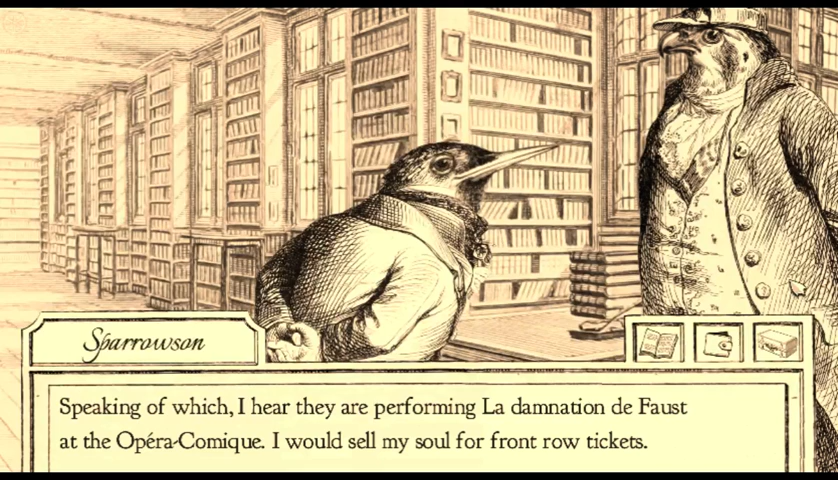 Sparrowson
Speaking of which, I hear they are performing La damnation de Faust
at the Opéra-Comique. I would sell my soul for front row tickets.